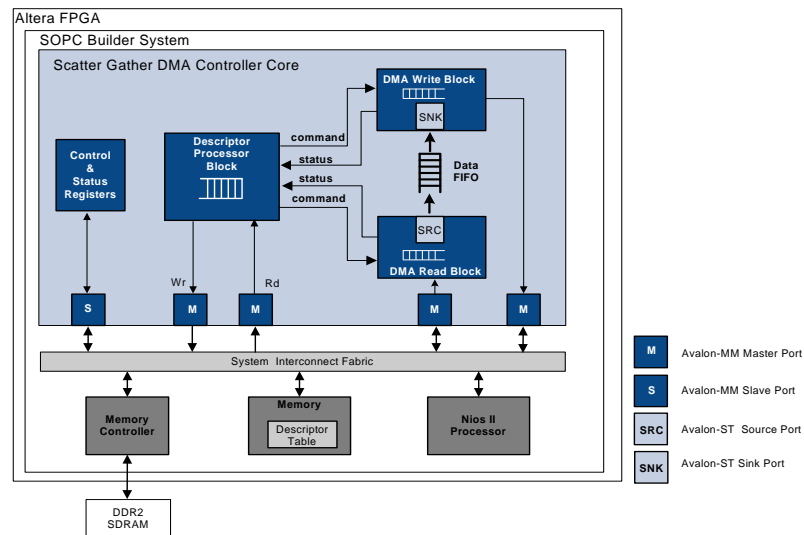 Altera FPGA
SOPC Builder System
Scatter Gather DMA Controller Core
DMA Write Block
SNK
command
Descriptor
Processor
Block
status
Control
&
Status
Registers
Data
FIFO
status
command
SRC
DMA Read Block
Wr
Rd
S
M
M
M
M
System Interconnect Fabric
Memory
Controller
Memory
Descriptor
Table
Nios II
Processor
DDR2
SDRAM
M
Avalon-MM Master Port
S
Avalon-MM Slave Port
SRC
Avalon-ST Source Port
SNK
Avalon-ST Sink Port